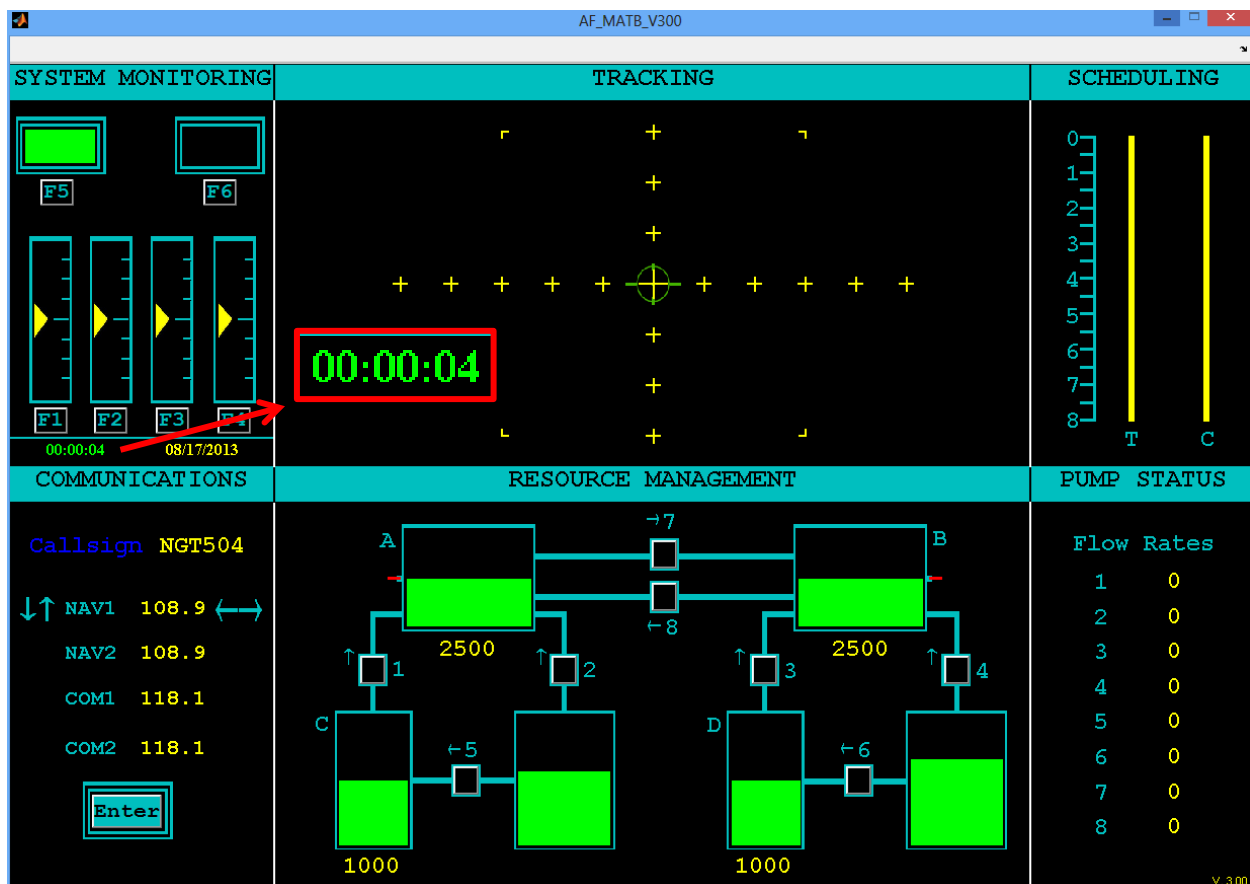 AF_MATB_V300
SYSTEM MONITORING
TRACKING
SCHEDULING
F5
F6
F1 F2 F3 F4
00:00:04 08/17/2013
00:00:04
0
1
2
3
4
5
6
7
8
T C
COMMUNICATIONS
RESOURCE MANAGEMENT
PUMP STATUS
Callsign NGT504
↓↑ NAV1 108.9 ←→
NAV2 108.9
COM1 118.1
COM2 118.1
Enter
A
→7
B
←8
2500
2500
↑ 1
↑ 2
↑ 3
↑ 4
C
←5
D
←6
1000
1000
Flow Rates
1 0
2 0
3 0
4 0
5 0
6 0
7 0
8 0
V 3.00